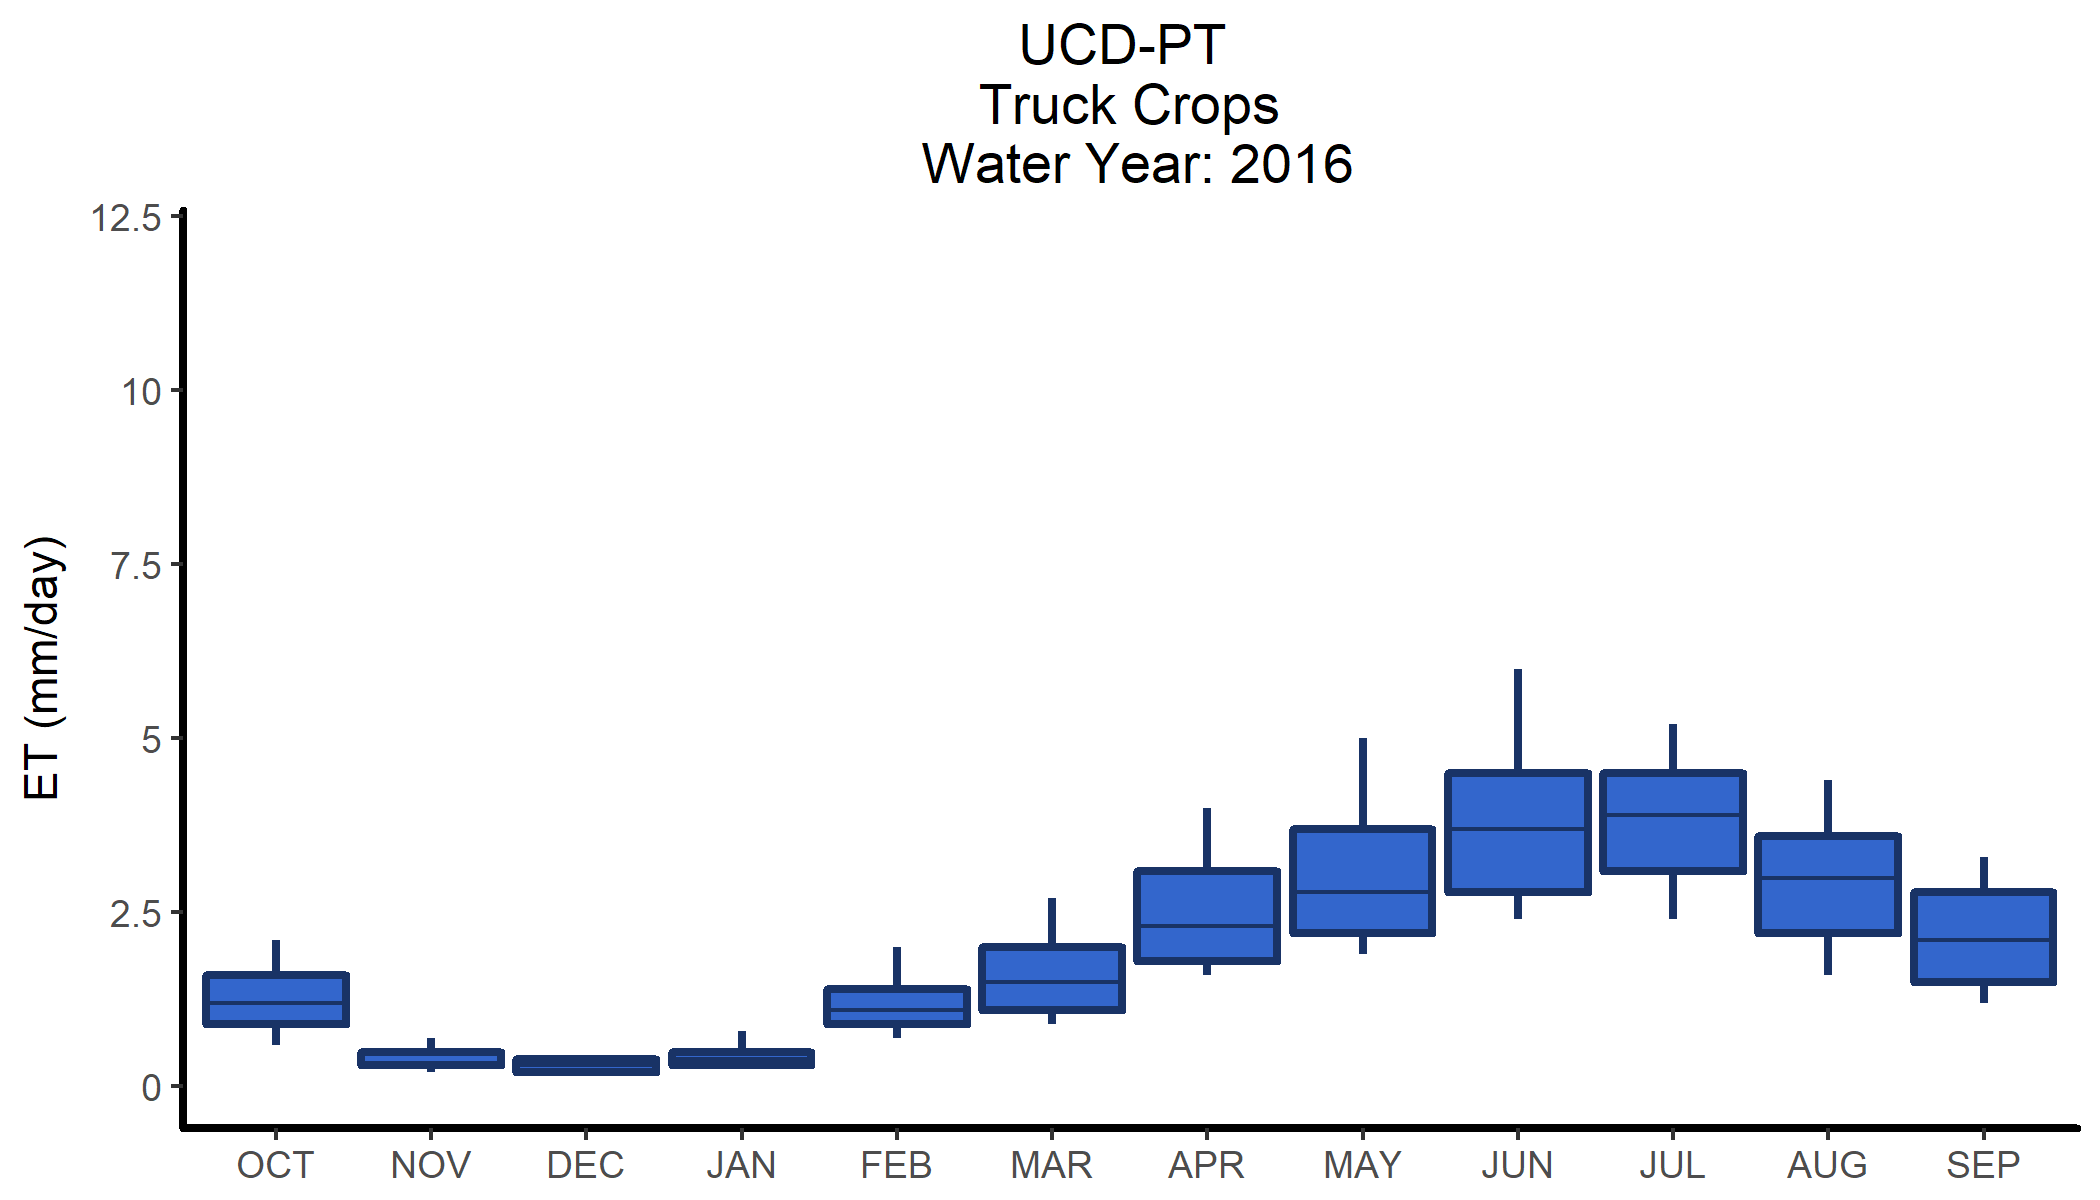 UCD-PT
Truck Crops
Water Year: 2016
12.5
10
7.5
5
2.5
0
ET (mm/day)
OCT NOV DEC JAN FEB MAR APR MAY JUN JUL AUG SEP